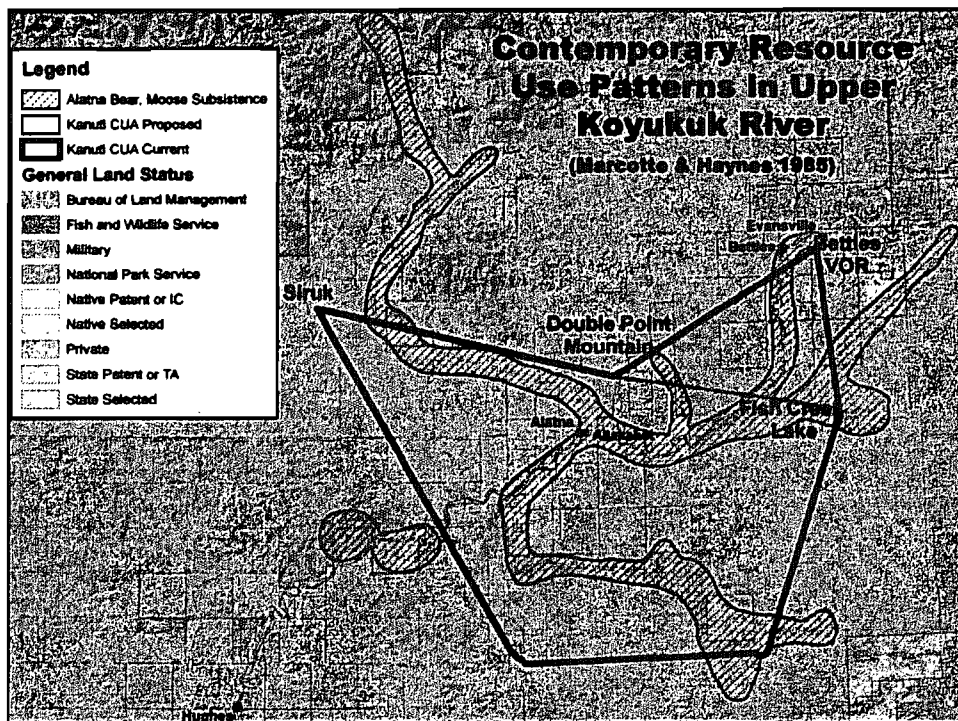 Contemporary Resource
Use Patterns in Upper
Koyukuk River
(Marcotte & Haynes 1985)
Legend
Alatna Bear, Moose Subsistence
Kanuti CUA Proposed
Kanuti CUA Current
General Land Status
Bureau of Land Management
Fish and Wildlife Service
Military
National Park Service
Native Patent or IC
Native Selected
Private
State Patent or TA
State Selected
Evansville
Bettles
Bettles
VOR
Siruk
Double Point
Mountain
Fish Creek
Lake
Alatna
Allakaket
Hughes